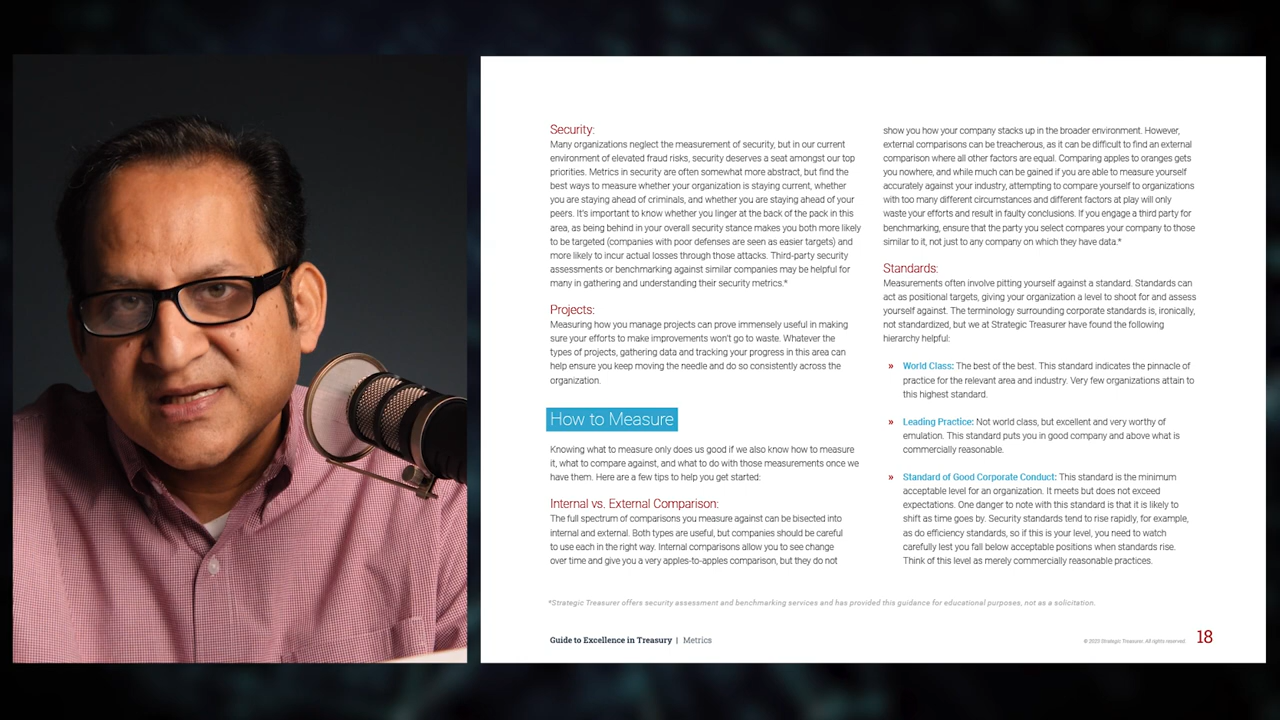 Security:
Many organizations neglect the measurement of security, but in our current
environment of elevated fraud risks, security deserves a seat amongst our top
priorities. Metrics in security are often somewhat more abstract, but find the
best ways to measure whether your organization is staying current, whether
you are staying ahead of criminals, and whether you are staying ahead of your
peers. It's important to know whether you linger at the back of the pack in this
area, as being behind in your overall security stance makes you both more likely
to be targeted (companies with poor defenses are seen as easier targets) and
more likely to incur actual losses through those attacks. Third-party security
assessments or benchmarking against similar companies may be helpful for
many in gathering and understanding their security metrics.*
Projects:
Measuring how you manage projects can prove immensely useful in making
sure your efforts to make improvements won't go to waste. Whatever the
types of projects, gathering data and tracking your progress in this area can
help ensure you keep moving the needle and do so consistently across the
organization.
How to Measure
Knowing what to measure only does us good if we also know how to measure
it, what to compare against, and what to do with those measurements once we
have them. Here are a few tips to help you get started:
Internal vs. External Comparison:
The full spectrum of comparisons you measure against can be bisected into
internal and external. Both types are useful, but companies should be careful
to use each in the right way. Internal comparisons allow you to see change
over time and give you a very apples-to-apples comparison, but they do not
show you how your company stacks up in the broader environment. However,
external comparisons can be treacherous, as it can be difficult to find an external
comparison where all other factors are equal. Comparing apples to oranges gets
you nowhere, and while much can be gained if you are able to measure yourself
accurately against your industry, attempting to compare yourself to organizations
with too many different circumstances and different factors at play will only
waste your efforts and result in faulty conclusions. If you engage a third party for
benchmarking, ensure that the party you select compares your company to those
similar to it, not just to any company on which they have data.*
Standards:
Measurements often involve pitting yourself against a standard. Standards can
act as positional targets, giving your organization a level to shoot for and assess
yourself against. The terminology surrounding corporate standards is, ironically,
not standardized, but we at Strategic Treasurer have found the following
hierarchy helpful:
» World Class: The best of the best. This standard indicates the pinnacle of
practice for the relevant area and industry. Very few organizations attain to
this highest standard.
» Leading Practice: Not world class, but excellent and very worthy of
emulation. This standard puts you in good company and above what is
commercially reasonable.
» Standard of Good Corporate Conduct: This standard is the minimum
acceptable level for an organization. It meets but does not exceed
expectations. One danger to note with this standard is that it is likely to
shift as time goes by. Security standards tend to rise rapidly, for example,
as do efficiency standards, so if this is your level, you need to watch
carefully lest you fall below acceptable positions when standards rise.
Think of this level as merely commercially reasonable practices.
*Strategic Treasurer offers security assessment and benchmarking services and has provided this guidance for educational purposes, not as a solicitation.
Guide to Excellence in Treasury | Metrics
© 2025 Strategic Treasurer. All rights reserved. 18